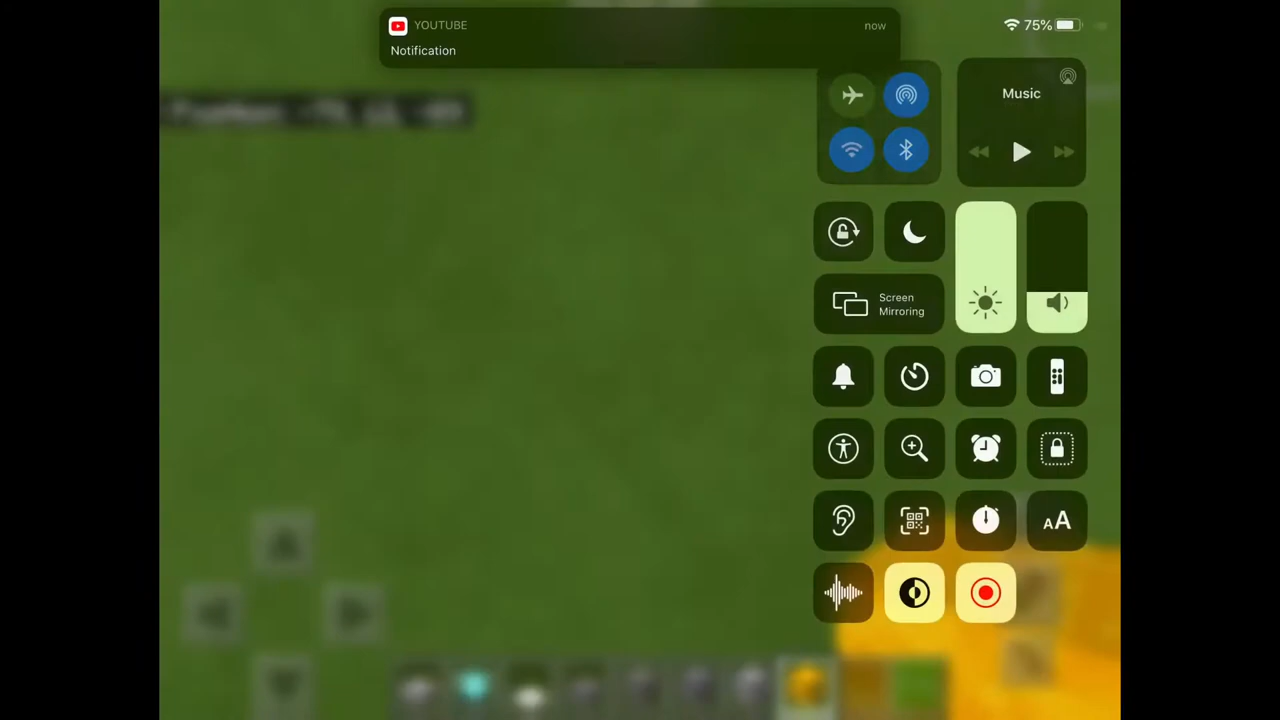 YOUTUBE
now
Notification
75%
Music
Screen
Mirroring
AA